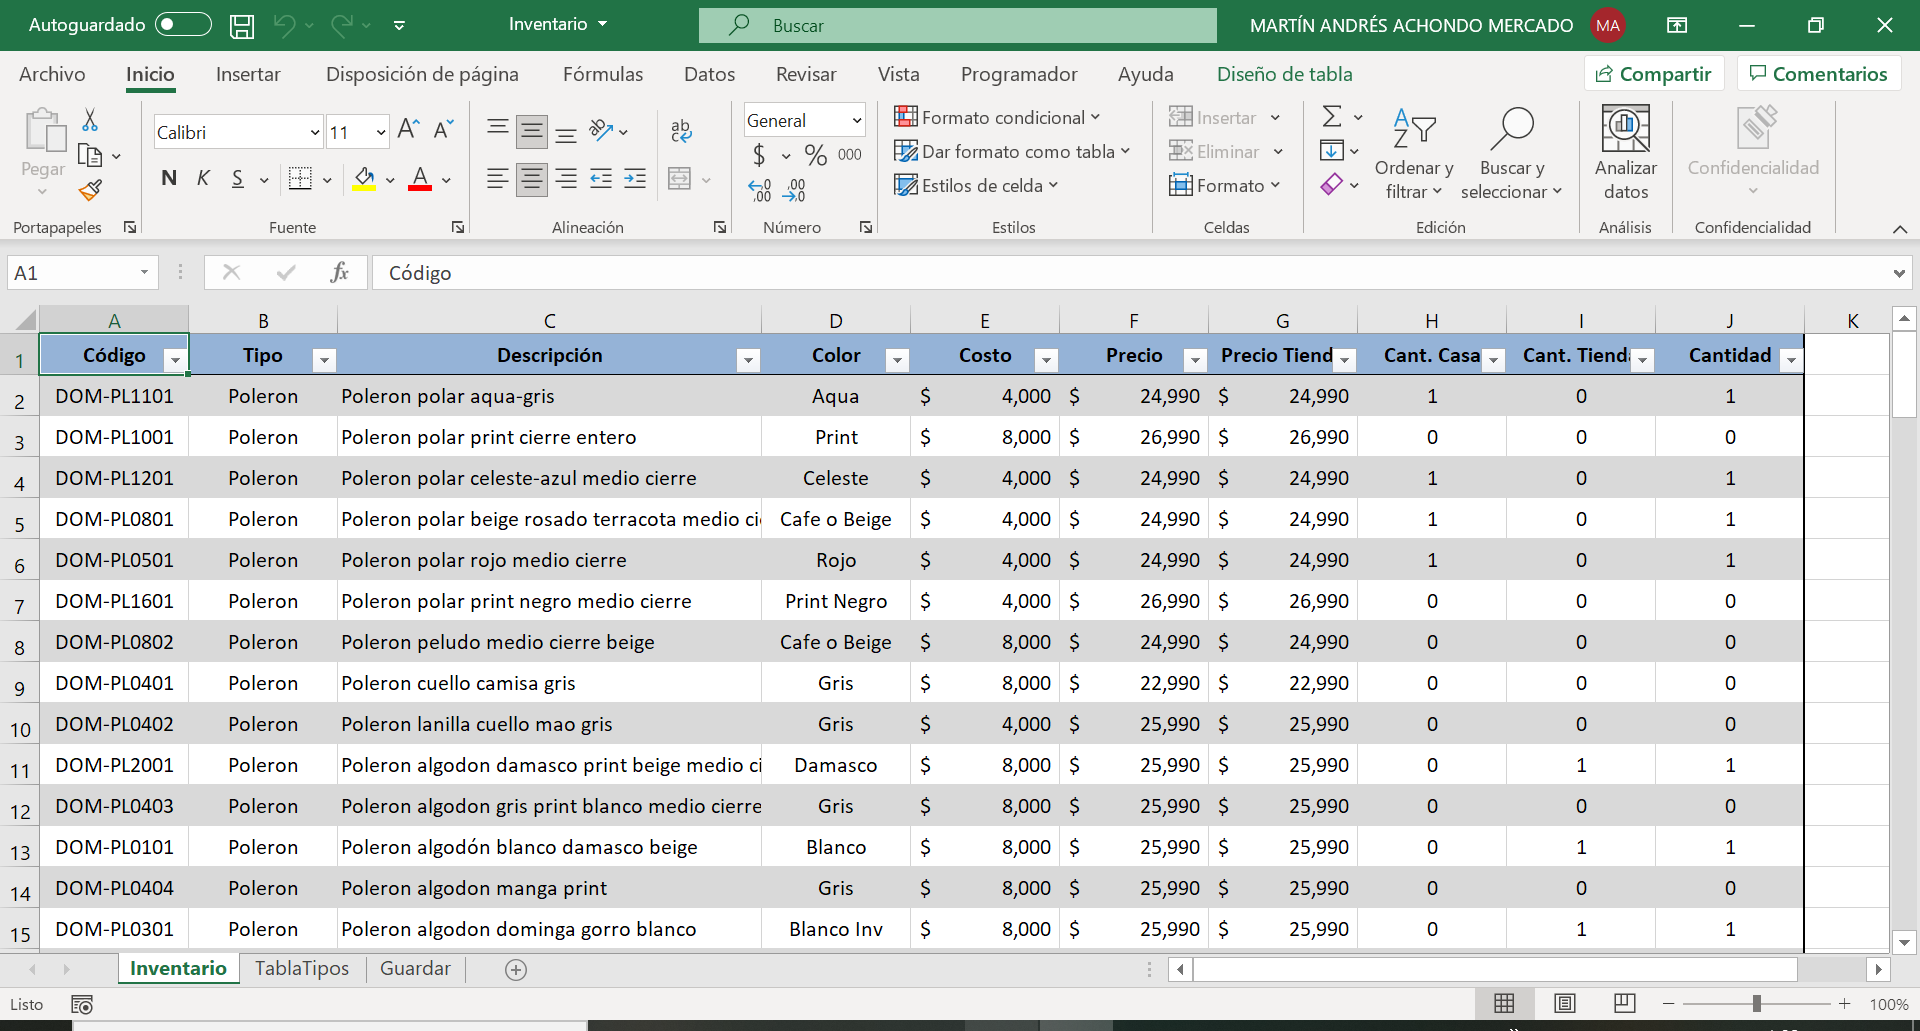 Autoguardado Inventario Buscar MARTÍN ANDRÉS ACHONDO MERCADO MA
Archivo Inicio Insertar Disposición de página Fórmulas Datos Revisar Vista Programador Ayuda Diseño de tabla Compartir Comentarios
Pegar
Portapapeles
Calibri 11
N K S
Fuente
ab
Alineación
General
$ % 000
Número
Formato condicional
Dar formato como tabla
Estilos de celda
Estilos
Insertar
Eliminar
Formato
Celdas
Ordenar y
filtrar
Buscar y
seleccionar
Edición
Analizar
datos
Análisis
Confidencialidad
Confidencialidad
A1 fx Código
A B C D E F G H I J K
1 Código Tipo Descripción Color Costo Precio Precio Tiend Cant. Casa Cant. Tiend Cantidad
2 DOM-PL1101 Poleron Poleron polar aqua-gris Aqua $ 4,000 $ 24,990 $ 24,990 1 0 1
3 DOM-PL1001 Poleron Poleron polar print cierre entero Print $ 8,000 $ 26,990 $ 26,990 0 0 0
4 DOM-PL1201 Poleron Poleron polar celeste-azul medio cierre Celeste $ 4,000 $ 24,990 $ 24,990 1 0 1
5 DOM-PL0801 Poleron Poleron polar beige rosado terracota medio ci Cafe o Beige $ 4,000 $ 24,990 $ 24,990 1 0 1
6 DOM-PL0501 Poleron Poleron polar rojo medio cierre Rojo $ 4,000 $ 24,990 $ 24,990 1 0 1
7 DOM-PL1601 Poleron Poleron polar print negro medio cierre Print Negro $ 4,000 $ 26,990 $ 26,990 0 0 0
8 DOM-PL0802 Poleron Poleron peludo medio cierre beige Cafe o Beige $ 8,000 $ 24,990 $ 24,990 0 0 0
9 DOM-PL0401 Poleron Poleron cuello camisa gris Gris $ 8,000 $ 22,990 $ 22,990 0 0 0
10 DOM-PL0402 Poleron Poleron lanilla cuello mao gris Gris $ 4,000 $ 25,990 $ 25,990 0 0 0
11 DOM-PL2001 Poleron Poleron algodon damasco print beige medio ci Damasco $ 8,000 $ 25,990 $ 25,990 0 1 1
12 DOM-PL0403 Poleron Poleron algodon gris print blanco medio cierre Gris $ 8,000 $ 25,990 $ 25,990 0 0 0
13 DOM-PL0101 Poleron Poleron algodón blanco damasco beige Blanco $ 8,000 $ 25,990 $ 25,990 0 1 1
14 DOM-PL0404 Poleron Poleron algodon manga print Gris $ 8,000 $ 25,990 $ 25,990 0 0 0
15 DOM-PL0301 Poleron Poleron algodon dominga gorro blanco Blanco Inv $ 8,000 $ 25,990 $ 25,990 0 1 1
Inventario TablaTipos Guardar
Listo 100%